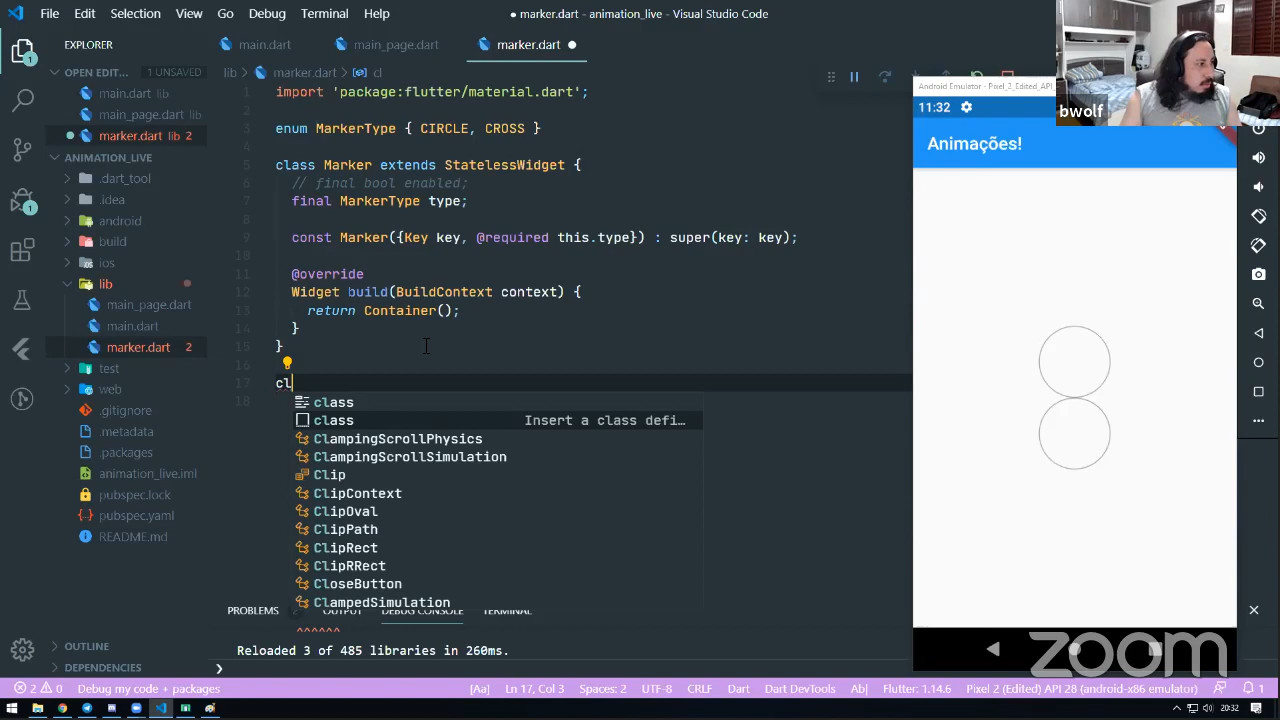 File Edit Selection View Go Debug Terminal Help
● marker.dart - animation_live - Visual Studio Code
EXPLORER
OPEN EDIT... 1 UNSAVED
main.dart lib
main_page.dart lib
marker.dart lib 2
ANIMATION_LIVE
.dart_tool
.idea
android
build
ios
lib
main_page.dart
main.dart
marker.dart 2
test
web
.gitignore
.metadata
.packages
animation_live.iml
pubspec.lock
pubspec.yaml
README.md
OUTLINE
DEPENDENCIES
main.dart main_page.dart marker.dart
lib > marker.dart > cl
1 import 'package:flutter/material.dart';
2
3 enum MarkerType { CIRCLE, CROSS }
4
5 class Marker extends StatelessWidget {
6 // final bool enabled;
7 final MarkerType type;
8
9 const Marker({Key key, @required this.type}) : super(key: key);
10
11 @override
12 Widget build(BuildContext context) {
13 return Container();
14 }
15 }
16
17 cl
18
class
class Insert a class defi…
ClampingScrollPhysics
ClampingScrollSimulation
Clip
ClipContext
ClipOval
ClipPath
ClipRect
ClipRRect
CloseButton
ClampedSimulation
PROBLEMS 2 OUTPUT DEBUG CONSOLE TERMINAL
^^^^^^
Reloaded 3 of 485 libraries in 260ms.
Android Emulator - Pixel_2_Edited_API_
11:32
Animações!
bwolf
zoom
2 0 Debug my code + packages
[Aa] Ln 17, Col 3 Spaces: 2 UTF-8 CRLF Dart Dart DevTools Ab| Flutter: 1.14.6 Pixel 2 (Edited) API 28 (android-x86 emulator) 1
20:32